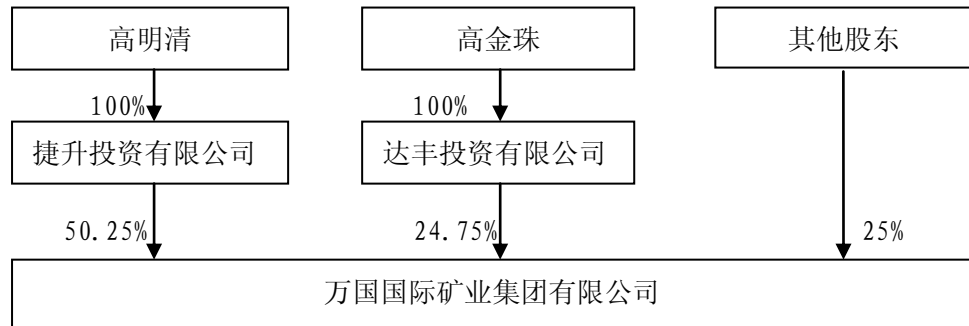 高明清
高金珠
其他股东
100%
100%
捷升投资有限公司
达丰投资有限公司
50.25%
24.75%
25%
万国国际矿业集团有限公司